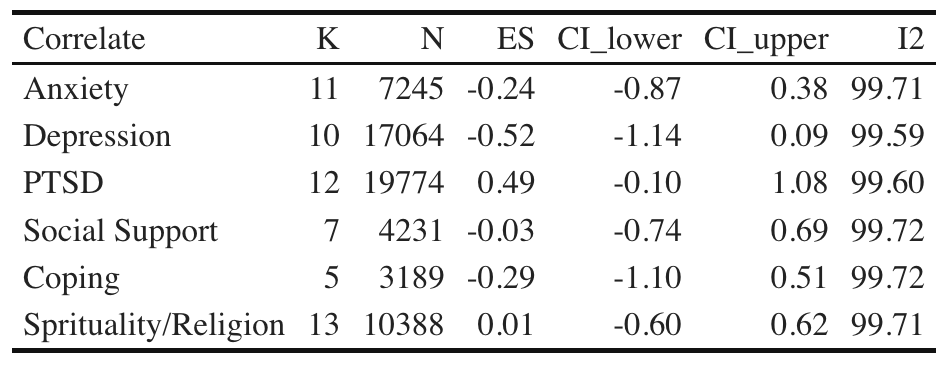 Correlate K N ES CI_lower CI_upper I2
Anxiety 11 7245 -0.24 -0.87 0.38 99.71
Depression 10 17064 -0.52 -1.14 0.09 99.59
PTSD 12 19774 0.49 -0.10 1.08 99.60
Social Support 7 4231 -0.03 -0.74 0.69 99.72
Coping 5 3189 -0.29 -1.10 0.51 99.72
Sprituality/Religion 13 10388 0.01 -0.60 0.62 99.71